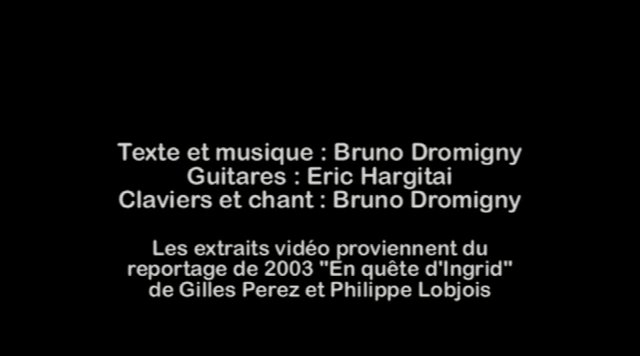 Texte et musique : Bruno Dromigny
Guitares : Eric Hargitai
Claviers et chant : Bruno Dromigny
Les extraits vidéo proviennent du
reportage de 2003 "En quête d'Ingrid"
de Gilles Perez et Philippe Lobjois